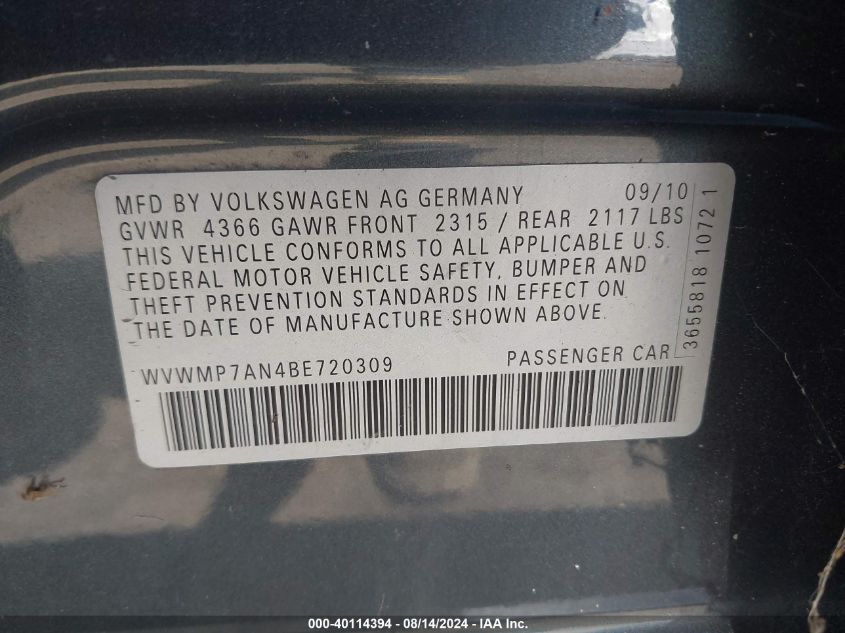 MFD BY VOLKSWAGEN AG GERMANY 09/10
GVWR 4366 GAWR FRONT 2315 / REAR 2117 LBS
THIS VEHICLE CONFORMS TO ALL APPLICABLE U.S.
FEDERAL MOTOR VEHICLE SAFETY, BUMPER AND
THEFT PREVENTION STANDARDS IN EFFECT ON
THE DATE OF MANUFACTURE SHOWN ABOVE.
WVWMP7AN4BE720309 PASSENGER CAR
3655818 1072 1
000-40114394 - 08/14/2024 - IAA Inc.